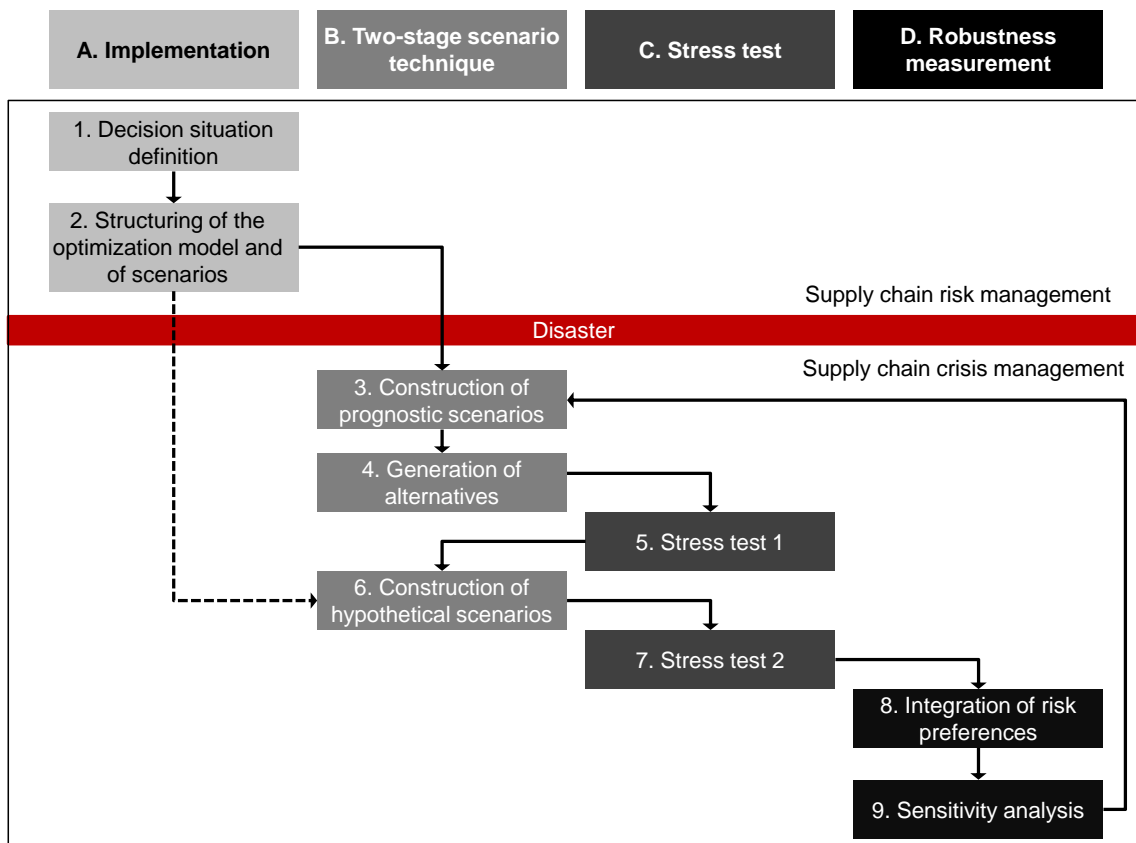 A. Implementation
B. Two-stage scenario
technique
C. Stress test
D. Robustness
measurement
1. Decision situation
definition
2. Structuring of the
optimization model and
of scenarios
Supply chain risk management
Disaster
Supply chain crisis management
3. Construction of
prognostic scenarios
4. Generation of
alternatives
5. Stress test 1
6. Construction of
hypothetical scenarios
7. Stress test 2
8. Integration of risk
preferences
9. Sensitivity analysis